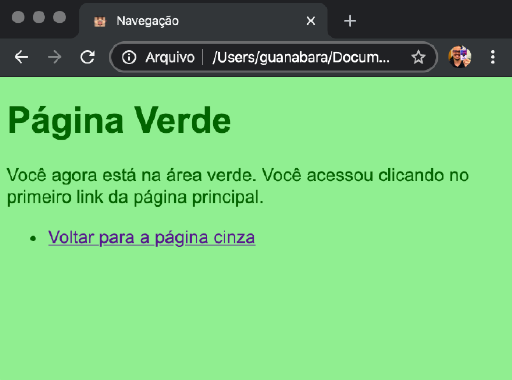 Navegação
Arquivo
/Users/guanabara/Docum...
Página Verde
Você agora está na área verde. Você acessou clicando no
primeiro link da página principal.
• Voltar para a página cinza